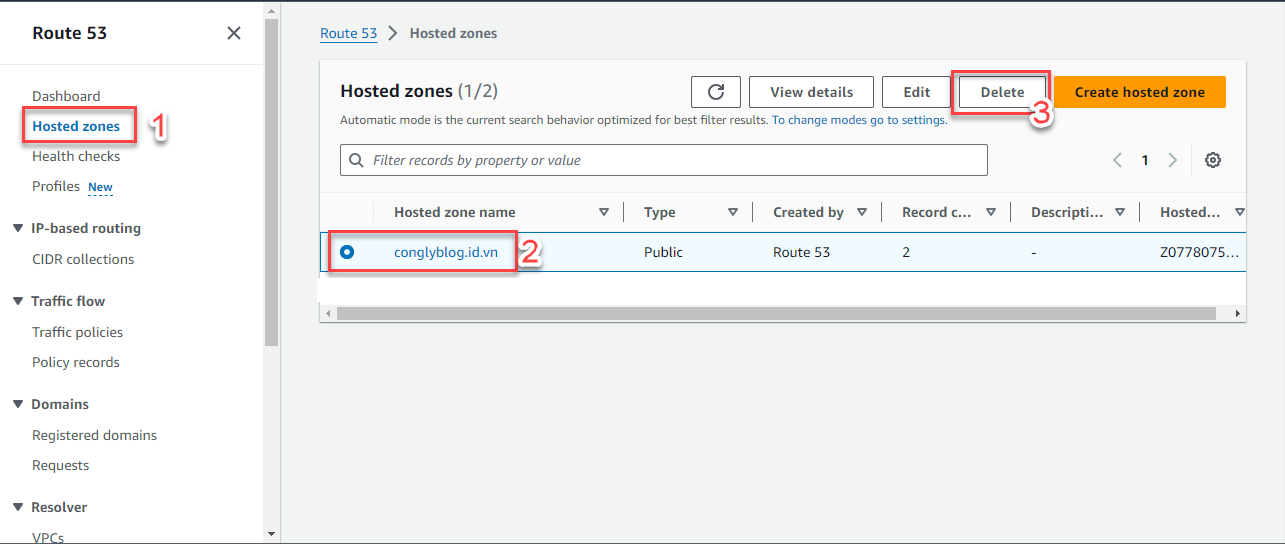 Route 53
Dashboard
Hosted zones 1
Health checks
Profiles New
IP-based routing
CIDR collections
Traffic flow
Traffic policies
Policy records
Domains
Registered domains
Requests
Resolver
VPCs
Route 53 > Hosted zones
Hosted zones (1/2) View details Edit Delete 3 Create hosted zone
Automatic mode is the current search behavior optimized for best filter results. To change modes go to settings.
Filter records by property or value 1
Hosted zone name Type Created by Record c... Descripti... Hosted...
conglyblog.id.vn 2 Public Route 53 2 - Z0778075...